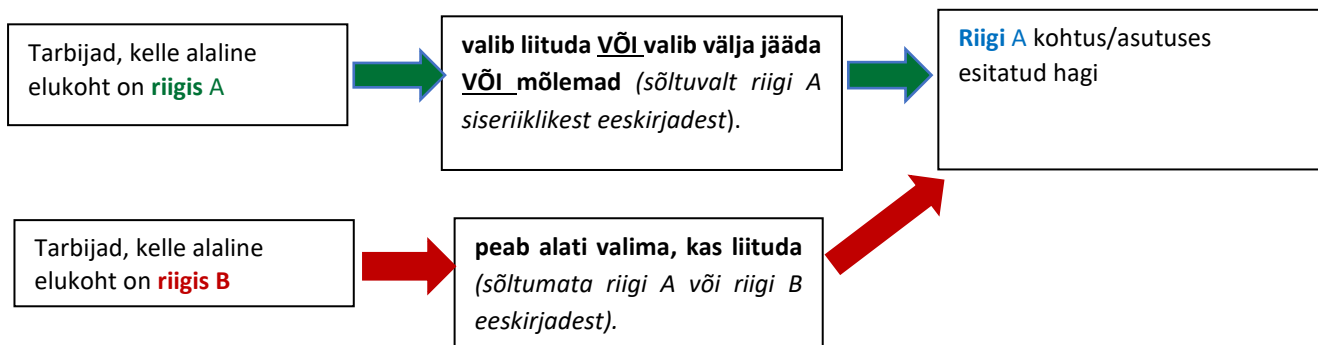 Tarbijad, kelle alaline
elukoht on riigis A
valib liituda VÕI valib välja jääda
VÕI mõlemad (sõltuvalt riigi A
siseriiklikest eeskirjadest).
Riigi A kohtus/asutuses
esitatud hagi
Tarbijad, kelle alaline
elukoht on riigis B
peab alati valima, kas liituda
(sõltumata riigi A või riigi B
eeskirjadest).